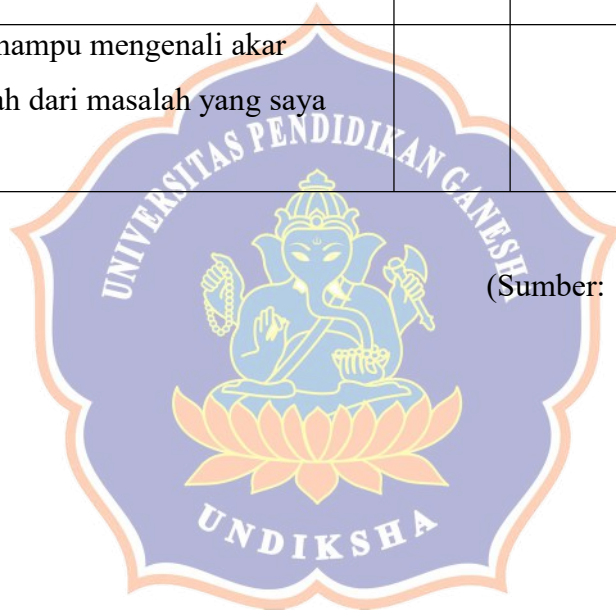 mampu mengenali akar
ah dari masalah yang saya
UNIVERSITAS PENDIDIKAN GANESHA
(Sumber:
UNDIKSHA